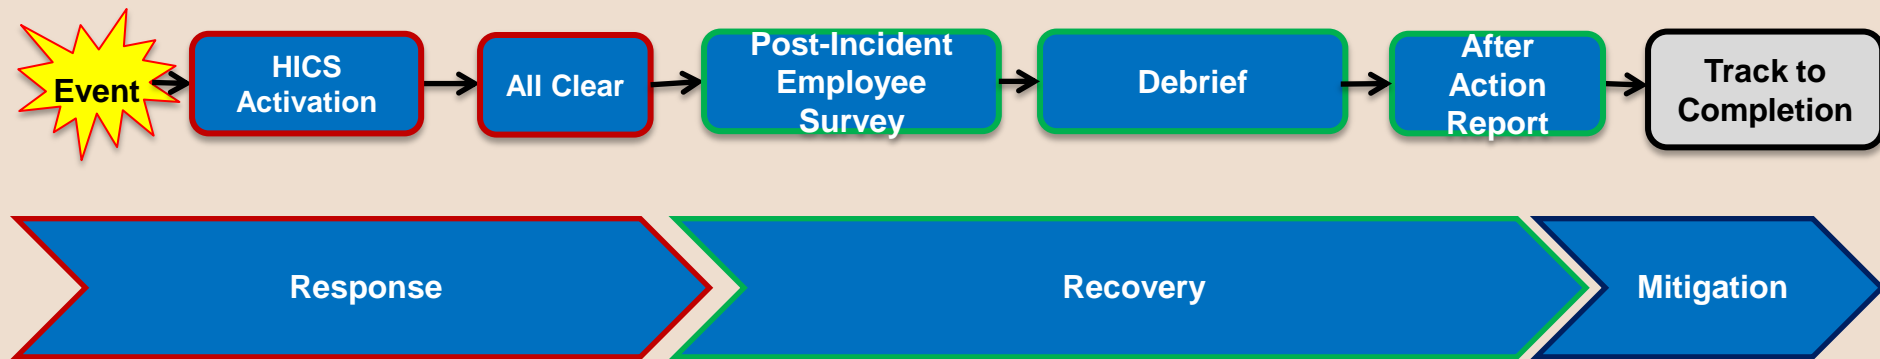 Event
HICS
Activation
All Clear
Post-Incident
Employee
Survey
Debrief
After
Action
Report
Track to
Completion
Response
Recovery
Mitigation